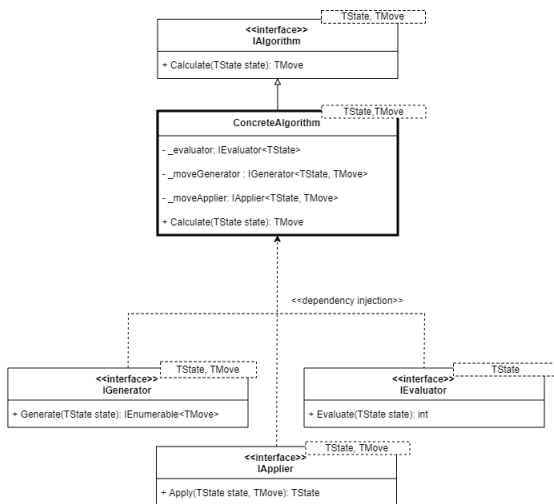 TState, TMove
<<interface>>
IAlgorithm
+ Calculate(TState state): TMove
TState,TMove
ConcreteAlgorithm
- _evaluator: IEvaluator<TState>
- _moveGenerator : IGenerator<TState, TMove>
- _moveApplier: IApplier<TState, TMove>
+ Calculate(TState state): TMove
<<dependency injection>>
TState, TMove
<<interface>>
IGenerator
+ Generate(TState state): IEnumerable<TMove>
TState
<<interface>>
IEvaluator
+ Evaluate(TState state): int
TState, TMove
<<interface>>
IApplier
+ Apply(TState state, TMove): TState